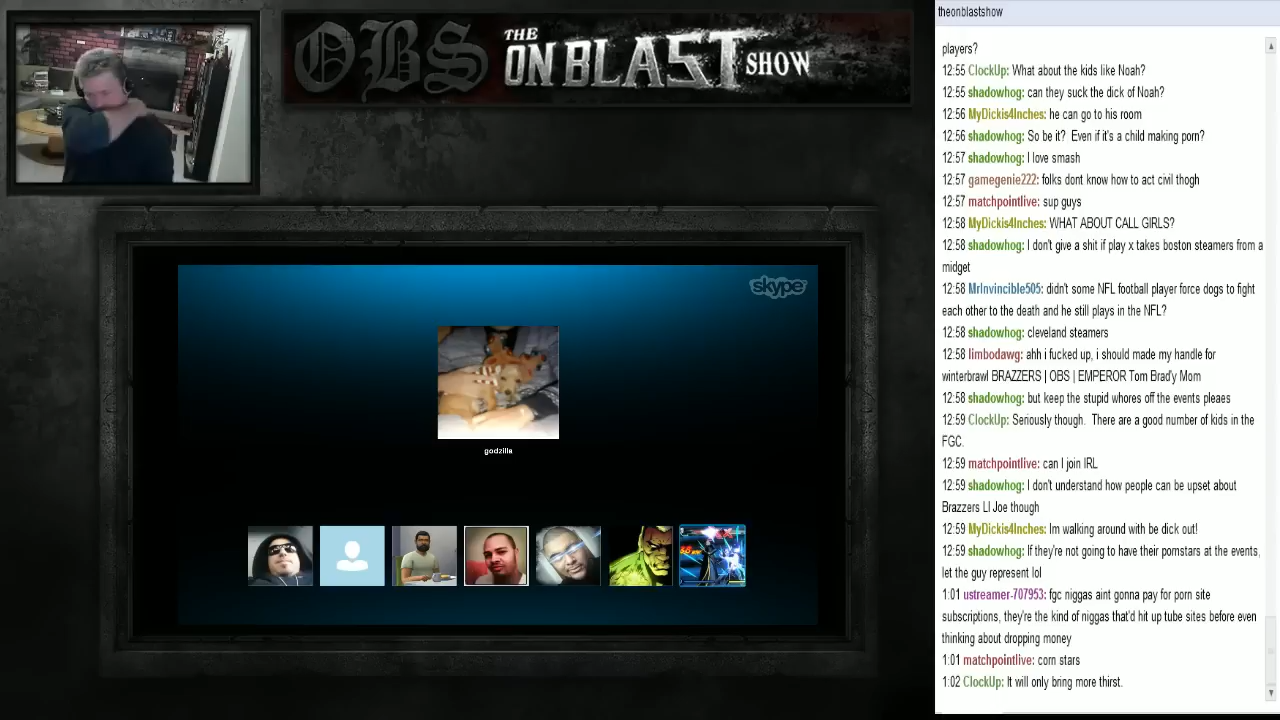 OBS THE ON BLAST SHOW
skype
godzilla
theonblastshow
players?
12:55 ClockUp: What about the kids like Noah?
12:55 shadowhog: can they suck the dick of Noah?
12:56 MyDickis4Inches: he can go to his room
12:56 shadowhog: So be it?  Even if it's a child making porn?
12:57 shadowhog: I love smash
12:57 gamegenie222: folks dont know how to act civil thogh
12:57 matchpointlive: sup guys
12:58 MyDickis4Inches: WHAT ABOUT CALL GIRLS?
12:58 shadowhog: I don't give a shit if play x takes boston steamers from a
midget
12:58 MrInvincible505: didn't some NFL football player force dogs to fight
each other to the death and he still plays in the NFL?
12:58 shadowhog: cleveland steamers
12:58 limbodawg: ahh i fucked up, i should made my handle for
winterbrawl BRAZZERS | OBS | EMPEROR Tom Brad'y Mom
12:58 shadowhog: but keep the stupid whores off the events pleaes
12:59 ClockUp: Seriously though.  There are a good number of kids in the
FGC.
12:59 matchpointlive: can I join IRL
12:59 shadowhog: I don't understand how people can be upset about
Brazzers LI Joe though
12:59 MyDickis4Inches: Im walking around with be dick out!
12:59 shadowhog: If they're not going to have their pornstars at the events,
let the guy represent lol
1:01 ustreamer-707953: fgc niggas aint gonna pay for porn site
subscriptions, they're the kind of niggas that'd hit up tube sites before even
thinking about dropping money
1:01 matchpointlive: corn stars
1:02 ClockUp: It will only bring more thirst.